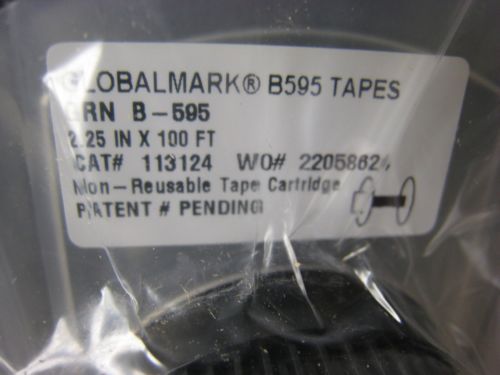 GLOBALMARK® B595 TAPES
GRN B-595
2.25 IN X 100 FT
CAT# 113124 WO# 22058624
Non-Reusable Tape Cartridge
PATENT # PENDING